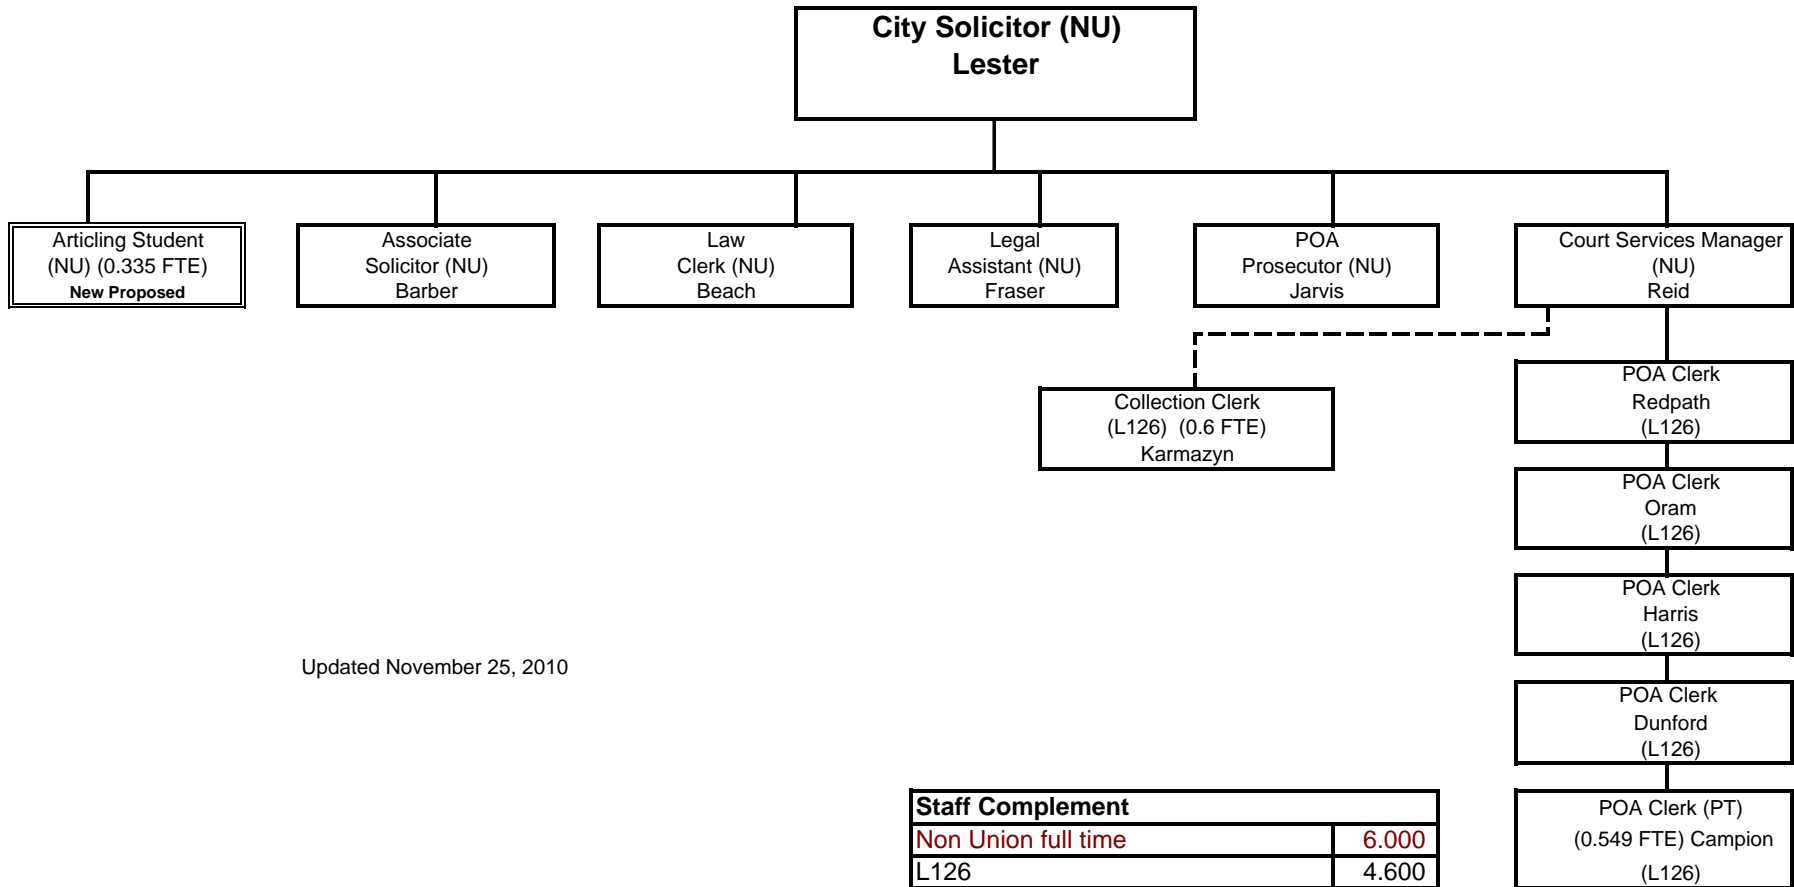 City Solicitor (NU)
Lester
Articling Student
(NU) (0.335 FTE)
New Proposed
Associate
Solicitor (NU)
Barber
Law
Clerk (NU)
Beach
Legal
Assistant (NU)
Fraser
POA
Prosecutor (NU)
Jarvis
Court Services Manager
(NU)
Reid
Collection Clerk
(L126) (0.6 FTE)
Karmazyn
POA Clerk
Redpath
(L126)
POA Clerk
Oram
(L126)
POA Clerk
Harris
(L126)
Updated November 25, 2010
POA Clerk
Dunford
(L126)
POA Clerk (PT)
(0.549 FTE) Campion
(L126)
Staff Complement
Non Union full time 6.000
L126 4.600